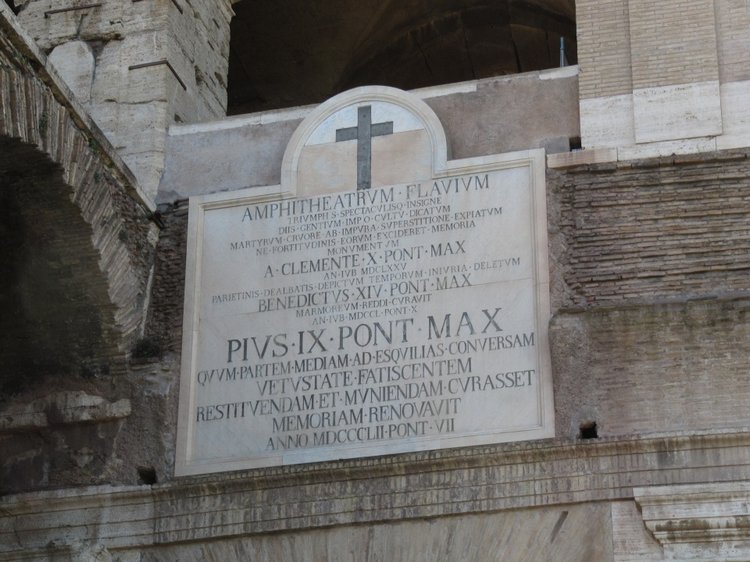 AMPHITHEATRVM·FLAVIVM
TRIVMPHIS·SPECTACVLISQ·INSIGNE
DIIS·GENTIVM·IMPIO·CVLTV·DICATVM
MARTYRVM·CRVORE·AB·IMPVRA·SVPERSTITIONE·EXPIATVM
NE·FORTITVDINIS·EORVM·EXCIDERET·MEMORIA
MONVMENTVM
A·CLEMENTE·X·PONT·MAX
AN·IVB·MDCLXXV
PARIETINIS·DEALBATIS·DEPICTVM·TEMPORVM·INIVRIA·DELETVM
BENEDICTVS·XIV·PONT·MAX
MARMOREVM·REDDI·CVRAVIT
AN·IVB·MDCCL·PONT·X
PIVS·IX·PONT·MAX
QVVM·PARTEM·MEDIAM·AD·ESQVILIAS·CONVERSAM
VETVSTATE·FATISCENTEM
RESTITVENDAM·ET·MVNIENDAM·CVRASSET
MEMORIAM·RENOVAVIT
ANNO·MDCCCLII·PONT·VII